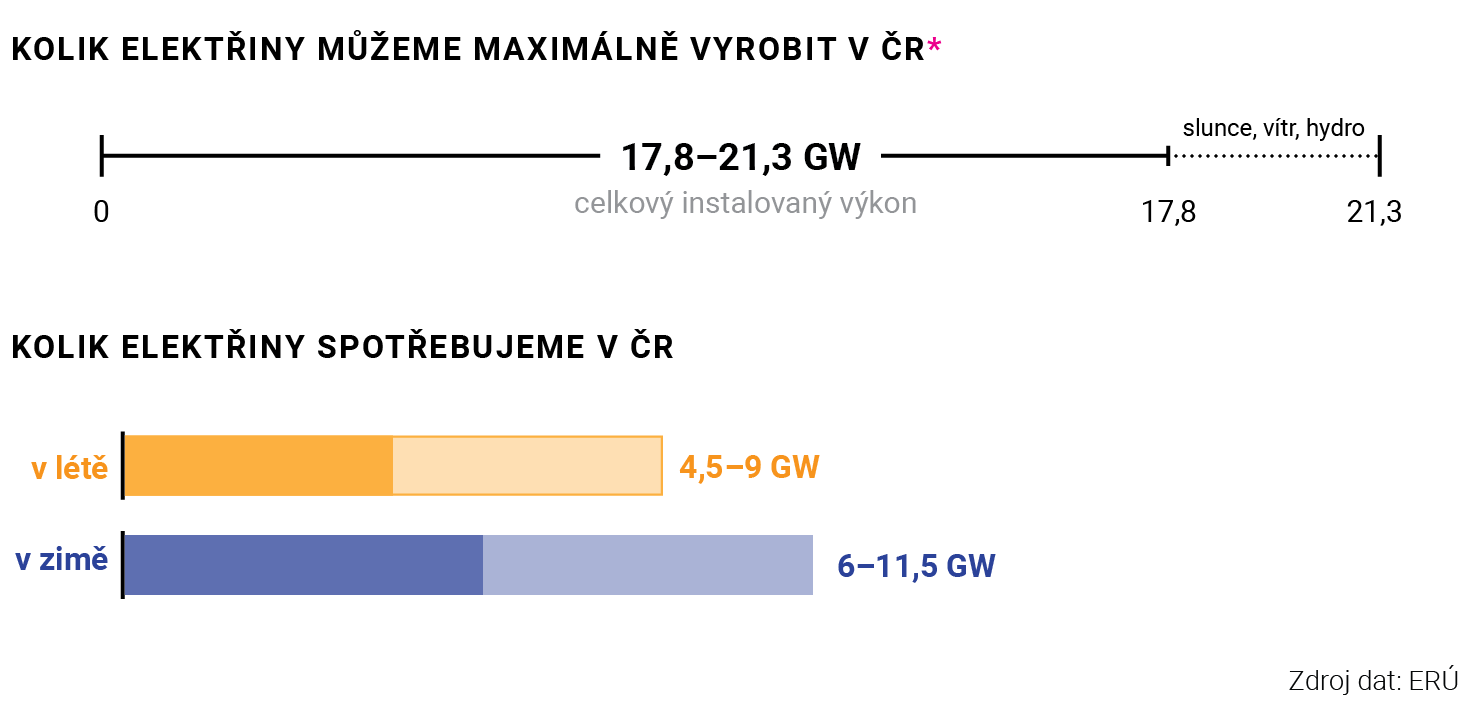 KOLIK ELEKTŘINY MŮŽEME MAXIMÁLNĚ VYROBIT V ČR*
slunce, vítr, hydro
17,8–21,3 GW
celkový instalovaný výkon
0
17,8
21,3
KOLIK ELEKTŘINY SPOTŘEBUJEME V ČR
v létě
4,5–9 GW
v zimě
6–11,5 GW
Zdroj dat: ERÚ